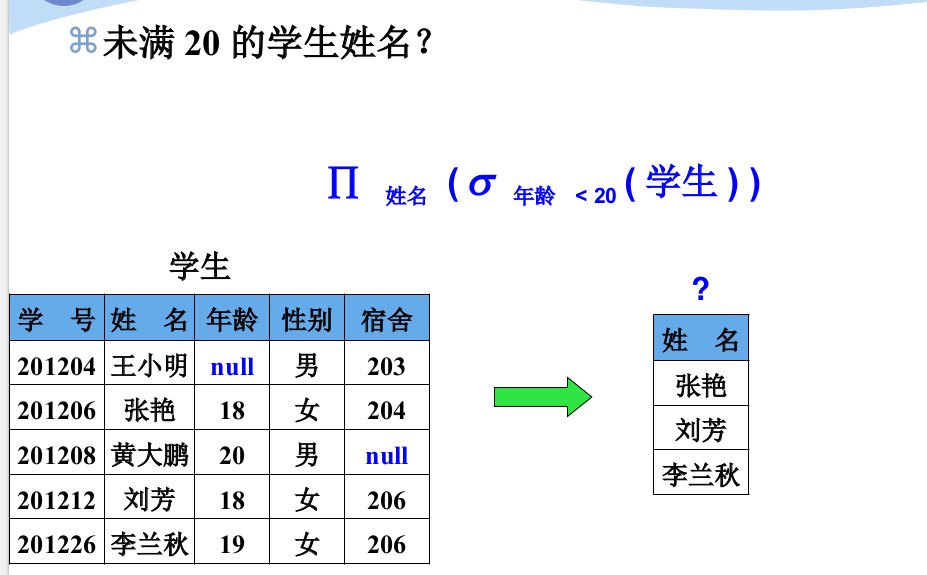 ⌘未满 20 的学生姓名?
∏ 姓名 ( σ 年龄 < 20 ( 学生 ) )
学生
学 号 姓 名 年龄 性别 宿舍
201204 王小明 null 男 203
201206 张艳 18 女 204
201208 黄大鹏 20 男 null
201212 刘芳 18 女 206
201226 李兰秋 19 女 206
?
姓 名
张艳
刘芳
李兰秋